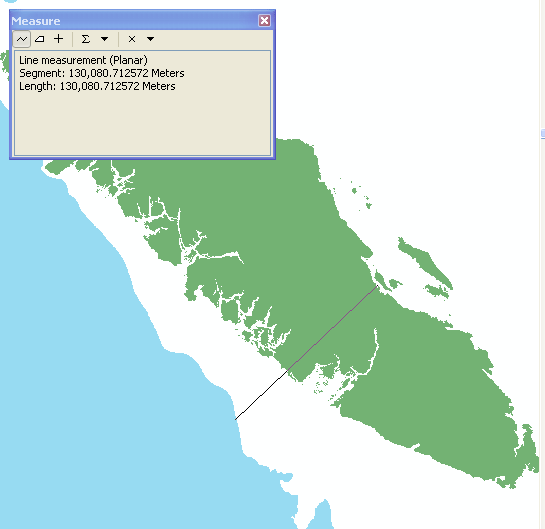 Measure
Line measurement (Planar)
Segment: 130,080.712572 Meters
Length: 130,080.712572 Meters